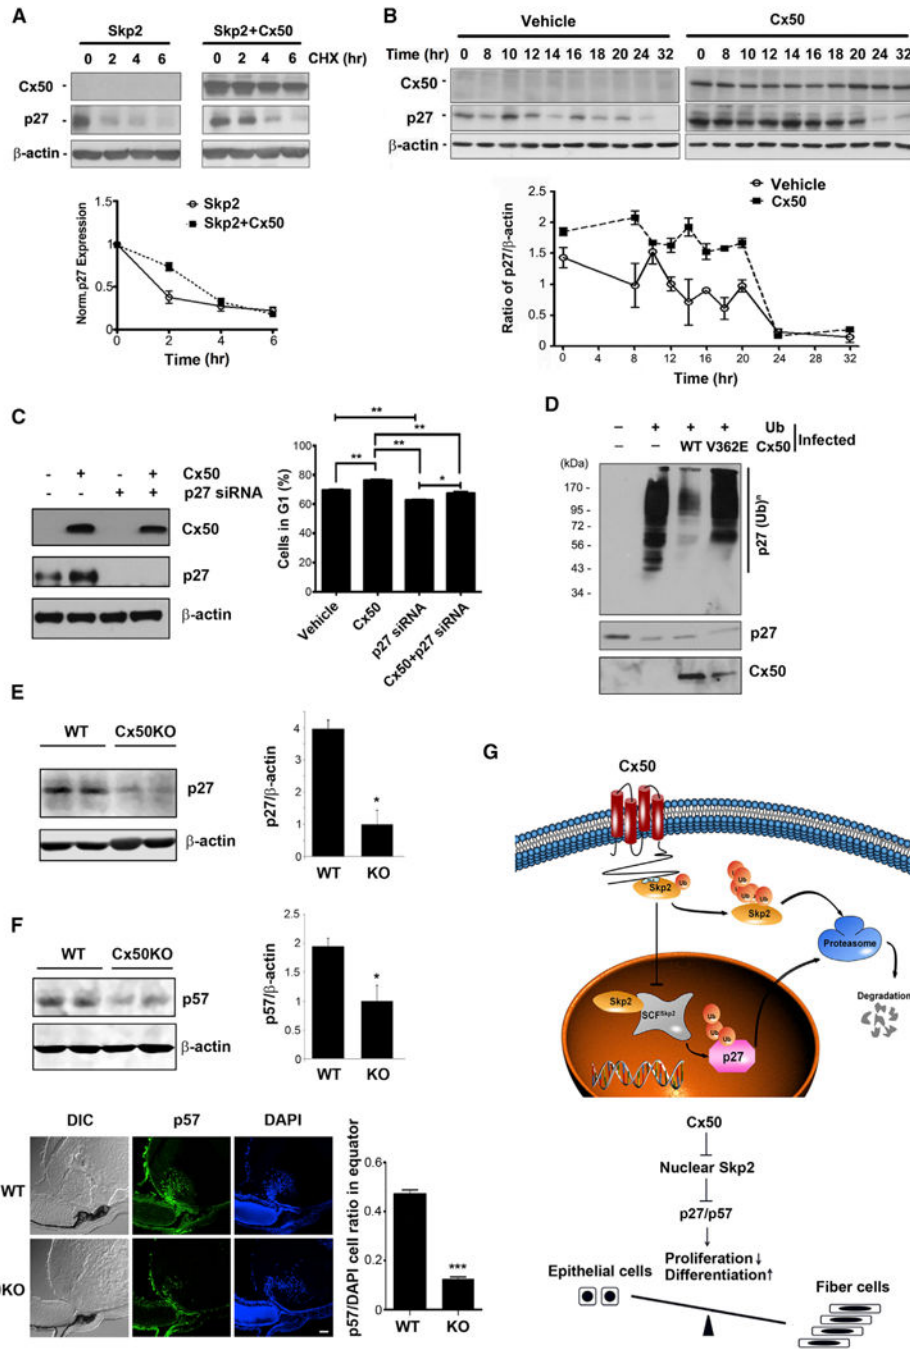 A
Skp2 Skp2+Cx50
0 2 4 6 0 2 4 6 CHX (hr)
Cx50 -
p27 -
β-actin -
Norm. p27 Expression
1.5
1
0.5
0
Skp2
Skp2+Cx50
0 2 4 6
Time (hr)
B
Vehicle Cx50
Time (hr) 0 8 10 12 14 16 18 20 24 32 0 8 10 12 14 16 18 20 24 32
Cx50 -
p27 -
β-actin -
Vehicle
Cx50
Ratio of p27/β-actin
2.5
2
1.5
1
0.5
0
0 4 8 12 16 20 24 28 32
Time (hr)
C
- + - + Cx50
- - + + p27 siRNA
Cx50
p27
β-actin
Cells in G1 (%)
100
80
60
40
20
0
**
**
**
**
*
Vehicle
Cx50
p27 siRNA
Cx50+p27 siRNA
D
– + + + Ub
– – WT V362E Cx50
Infected
(kDa)
170 -
95 -
72 -
56 -
43 -
34 -
p27 (Ub)ⁿ
p27
Cx50
E
WT Cx50KO
p27
β-actin
p27/β-actin
4
2
0
*
WT KO
F
WT Cx50KO
p57
β-actin
p57/β-actin
2.5
2
1.5
1
0.5
0
*
WT KO
DIC p57 DAPI
WT
KO
p57/DAPI cell ratio in equator
0.6
0.4
0.2
0
***
WT KO
G
Cx50
Skp2
Ub
Ub
Ub
Ub
Skp2
Proteasome
Degradation
Skp2
SCFSkp2
Ub
Ub
Ub
p27
Cx50
Nuclear Skp2
p27/p57
Proliferation↓
Differentiation↑
Epithelial cells
Fiber cells